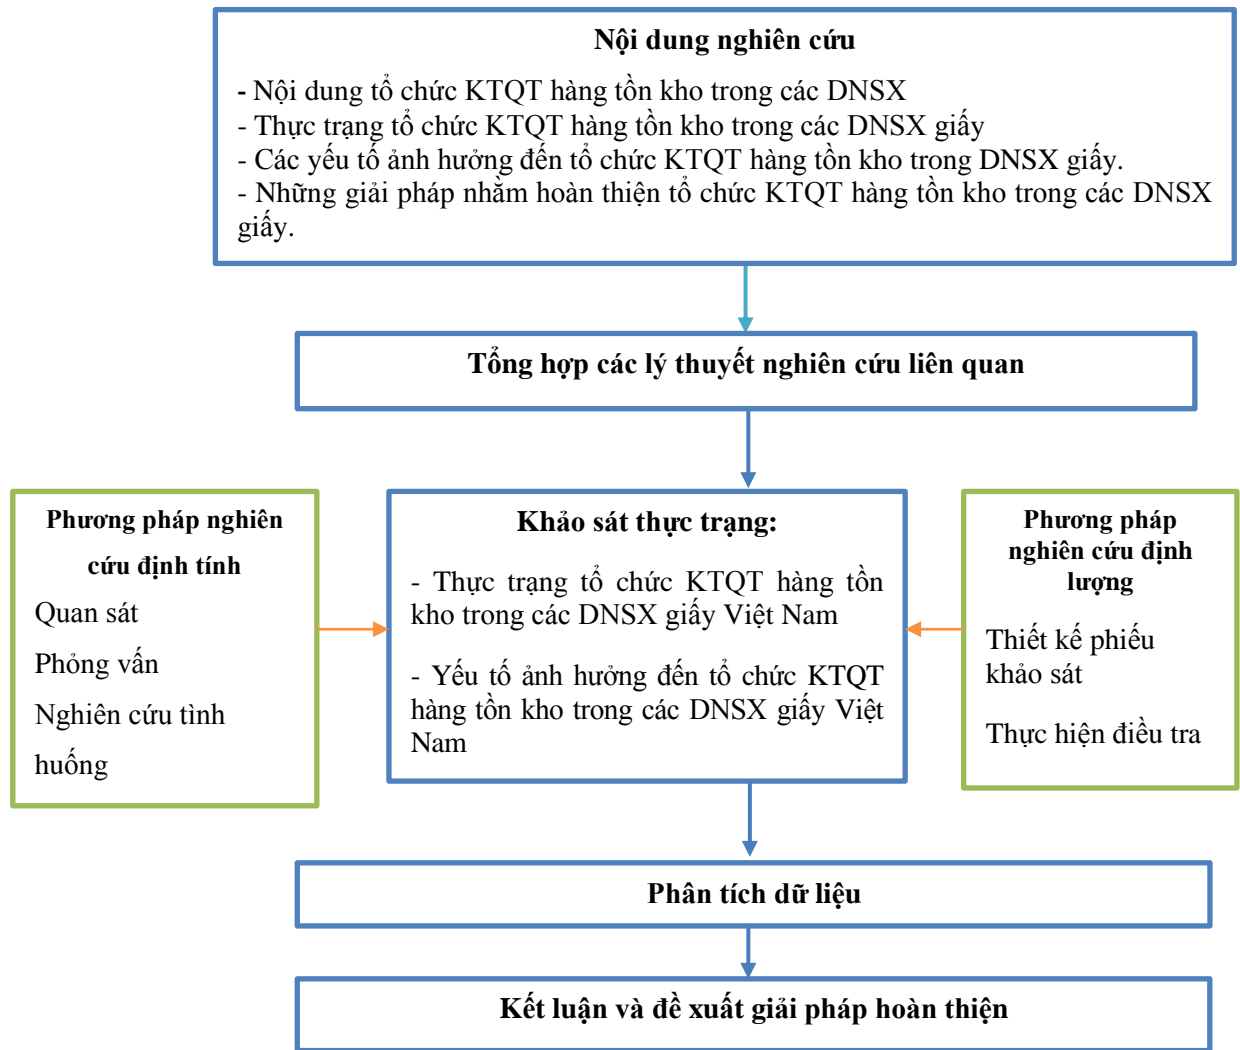 Nội dung nghiên cứu
- Nội dung tổ chức KTQT hàng tồn kho trong các DNSX
- Thực trạng tổ chức KTQT hàng tồn kho trong các DNSX giấy
- Các yếu tố ảnh hưởng đến tổ chức KTQT hàng tồn kho trong DNSX giấy.
- Những giải pháp nhằm hoàn thiện tổ chức KTQT hàng tồn kho trong các DNSX
giấy.
Tổng hợp các lý thuyết nghiên cứu liên quan
Phương pháp nghiên
cứu định tính
Quan sát
Phỏng vấn
Nghiên cứu tình
huống
Khảo sát thực trạng:
- Thực trạng tổ chức KTQT hàng tồn
kho trong các DNSX giấy Việt Nam
- Yếu tố ảnh hưởng đến tổ chức KTQT
hàng tồn kho trong các DNSX giấy Việt
Nam
Phương pháp
nghiên cứu định
lượng
Thiết kế phiếu
khảo sát
Thực hiện điều tra
Phân tích dữ liệu
Kết luận và đề xuất giải pháp hoàn thiện